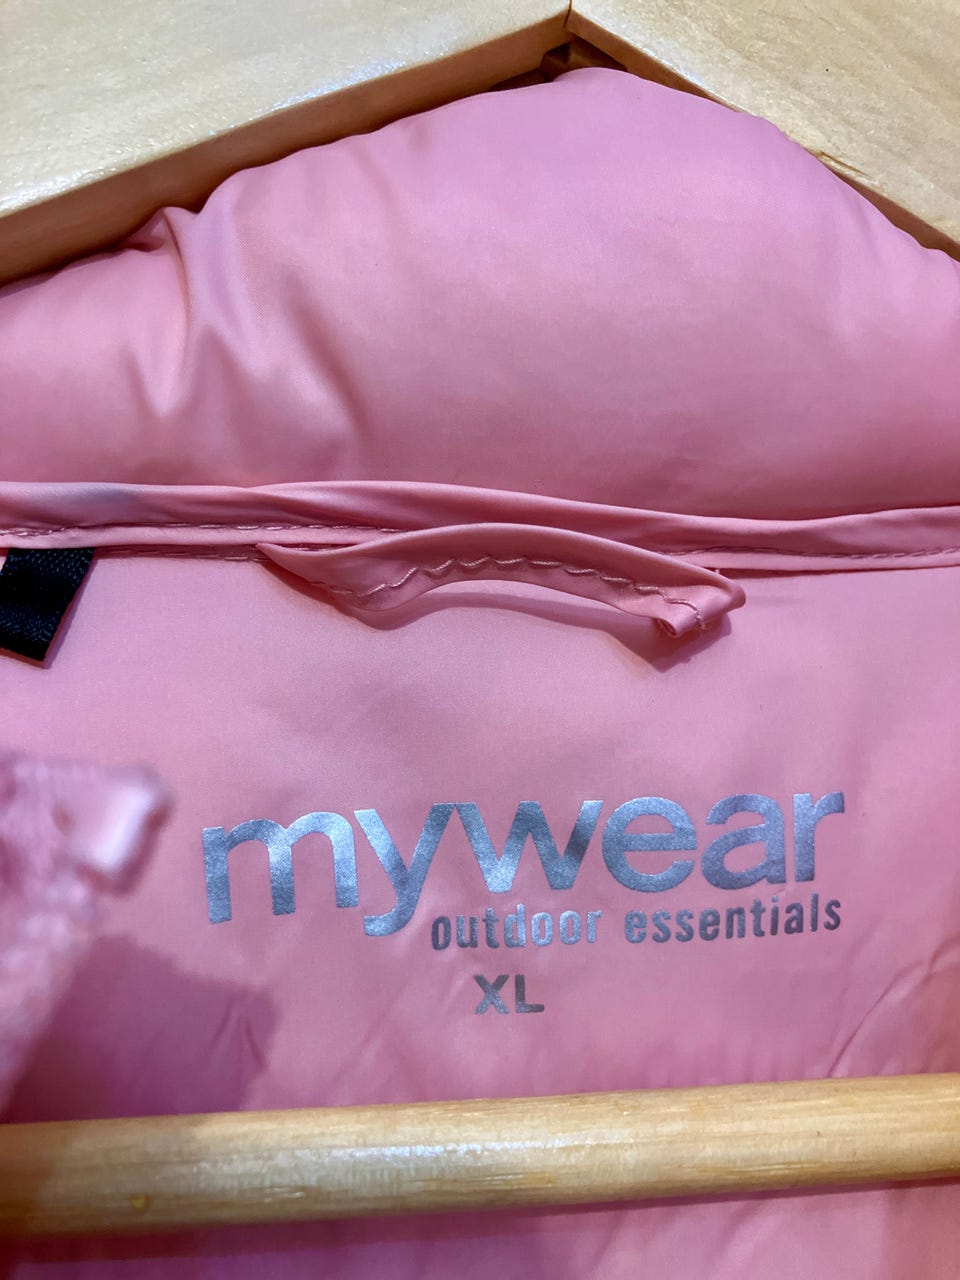 mywear
outdoor essentials
XL